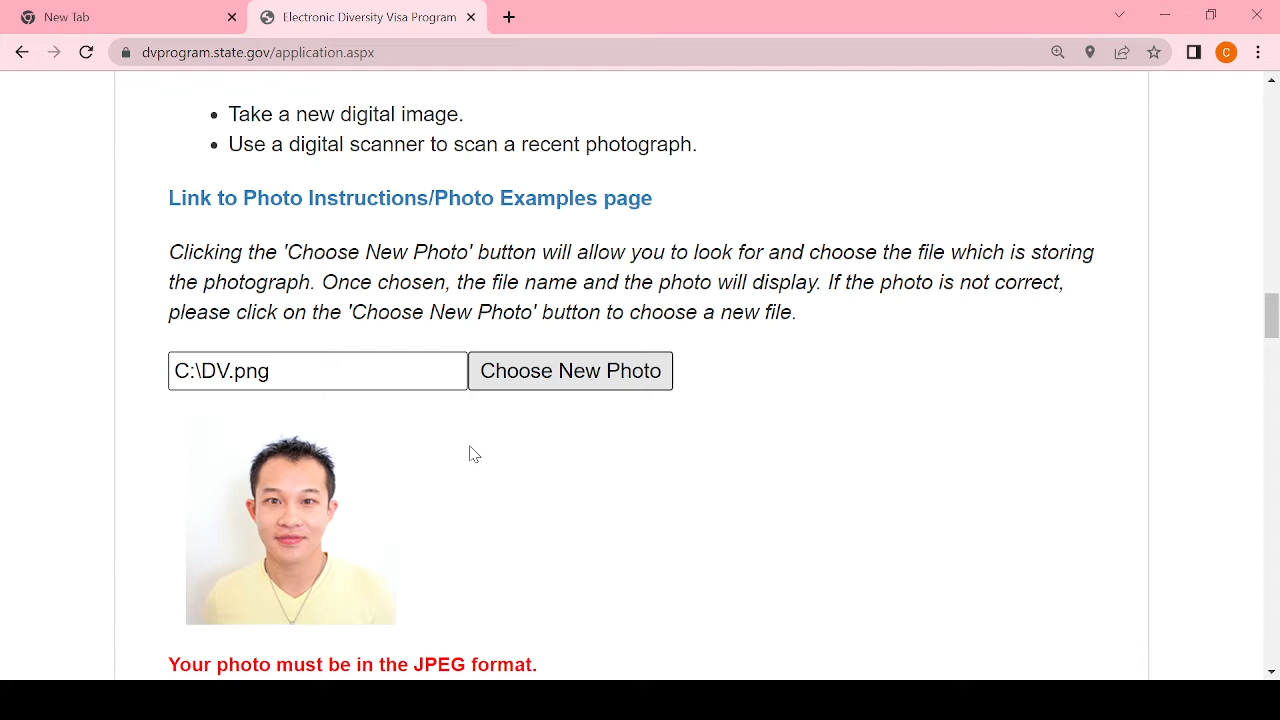 New Tab
Electronic Diversity Visa Program
dvprogram.state.gov/application.aspx
C
Take a new digital image.
Use a digital scanner to scan a recent photograph.
Link to Photo Instructions/Photo Examples page
Clicking the 'Choose New Photo' button will allow you to look for and choose the file which is storing
the photograph. Once chosen, the file name and the photo will display. If the photo is not correct,
please click on the 'Choose New Photo' button to choose a new file.
C:\DV.png
Choose New Photo
Your photo must be in the JPEG format.